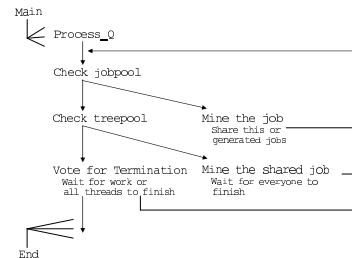 Main
Process_Q
Check jobpool
Check treepool
Mine the job
Share this or
generated jobs
Vote for Termination
Wait for work or
all threads to finish
Mine the shared job
Wait for everyone to
finish
End